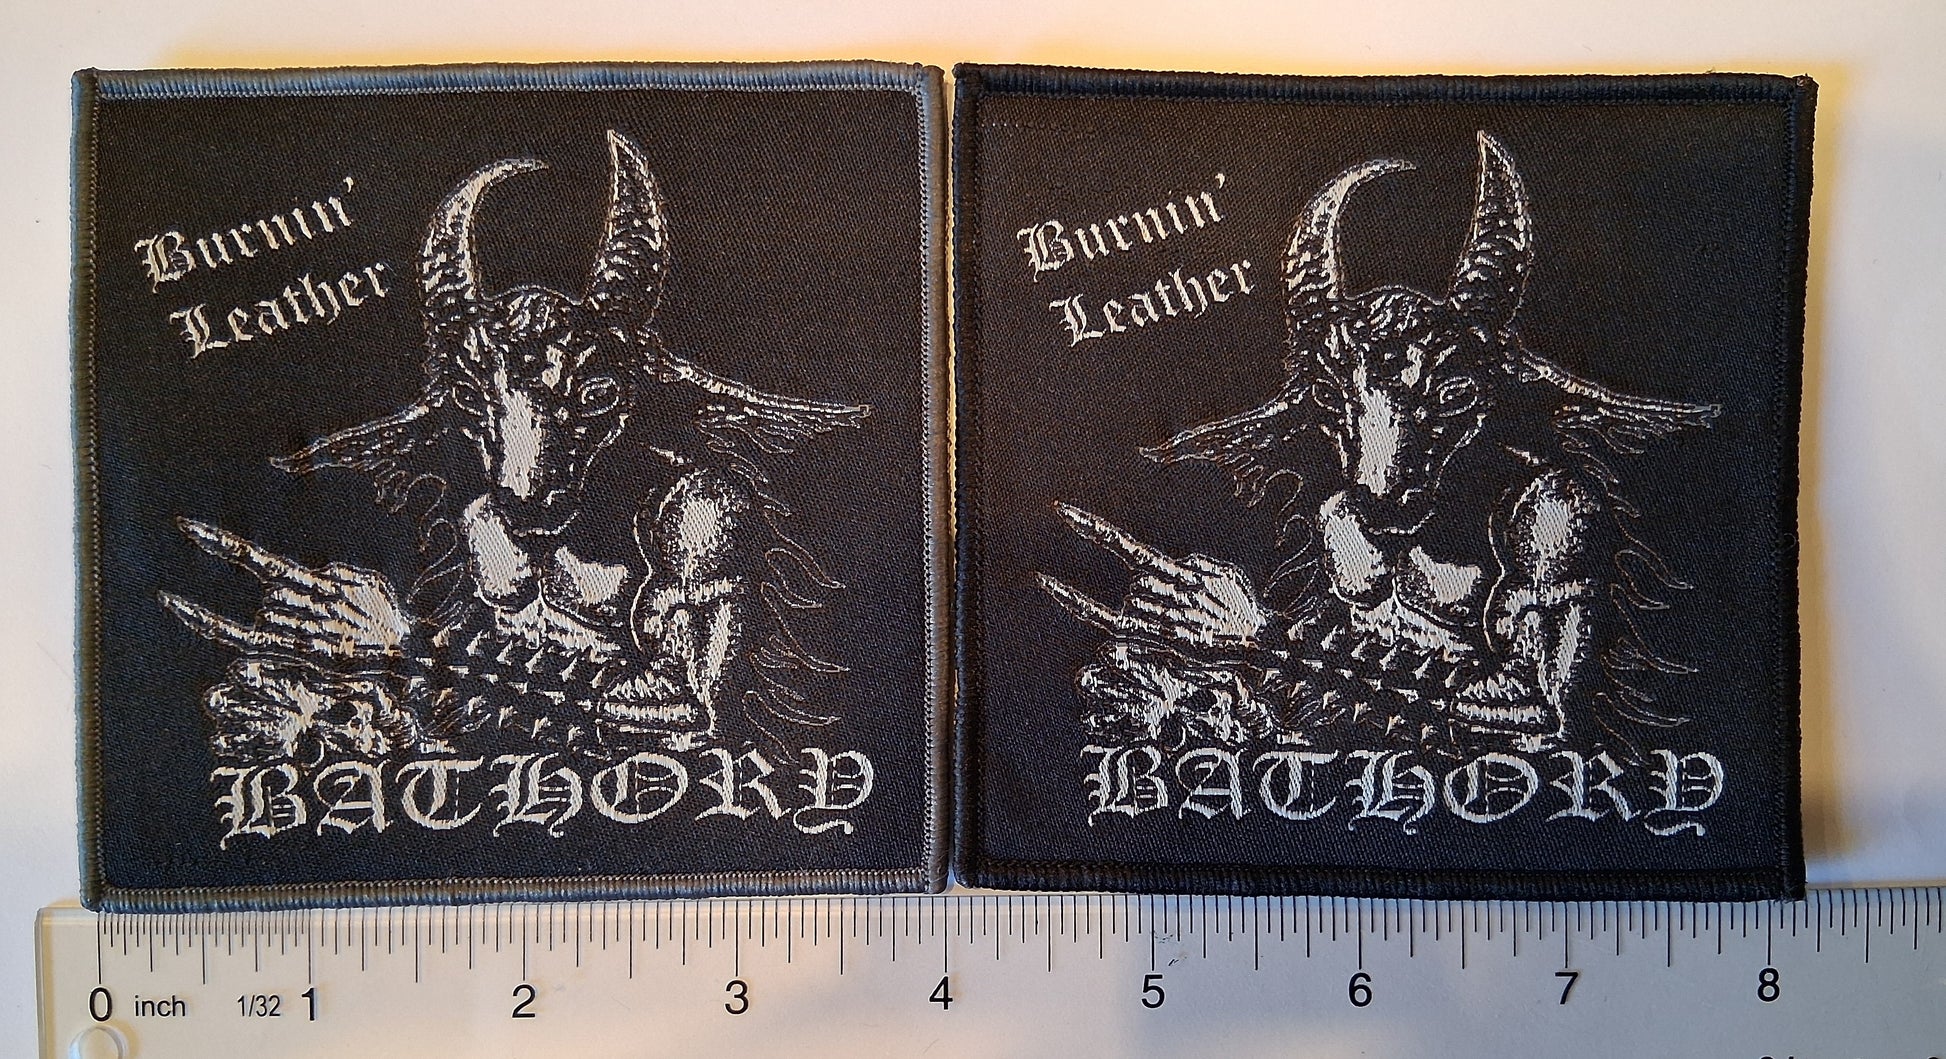 Burnin'
Leather
BATHORY
Burnin'
Leather
BATHORY
0 inch 1/32 1 2 3 4 5 6 7 8